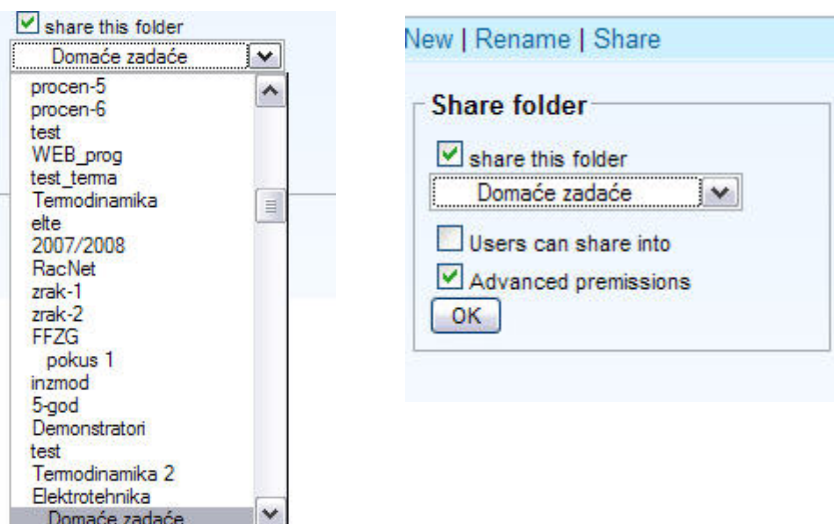 share this folder
Domaće zadaće
procen-5
procen-6
test
WEB_prog
test_terma
Termodinamika
elte
2007/2008
RacNet
zrak-1
zrak-2
FFZG
pokus 1
inzmod
5-god
Demonstratori
test
Termodinamika 2
Elektrotehnika
Domaće zadaće
New | Rename | Share
Share folder
share this folder
Domaće zadaće
Users can share into
Advanced premissions
OK